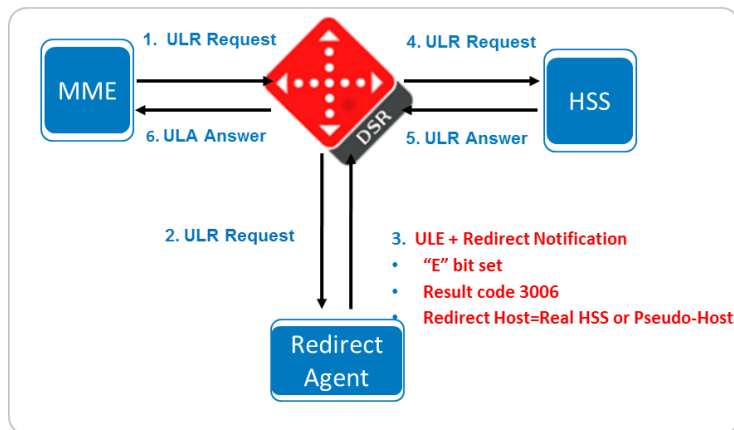 1. ULR Request
4. ULR Request
MME
DSR
HSS
6. ULA Answer
5. ULR Answer
2. ULR Request
3. ULE + Redirect Notification
• “E” bit set
• Result code 3006
• Redirect Host=Real HSS or Pseudo-Host
Redirect
Agent